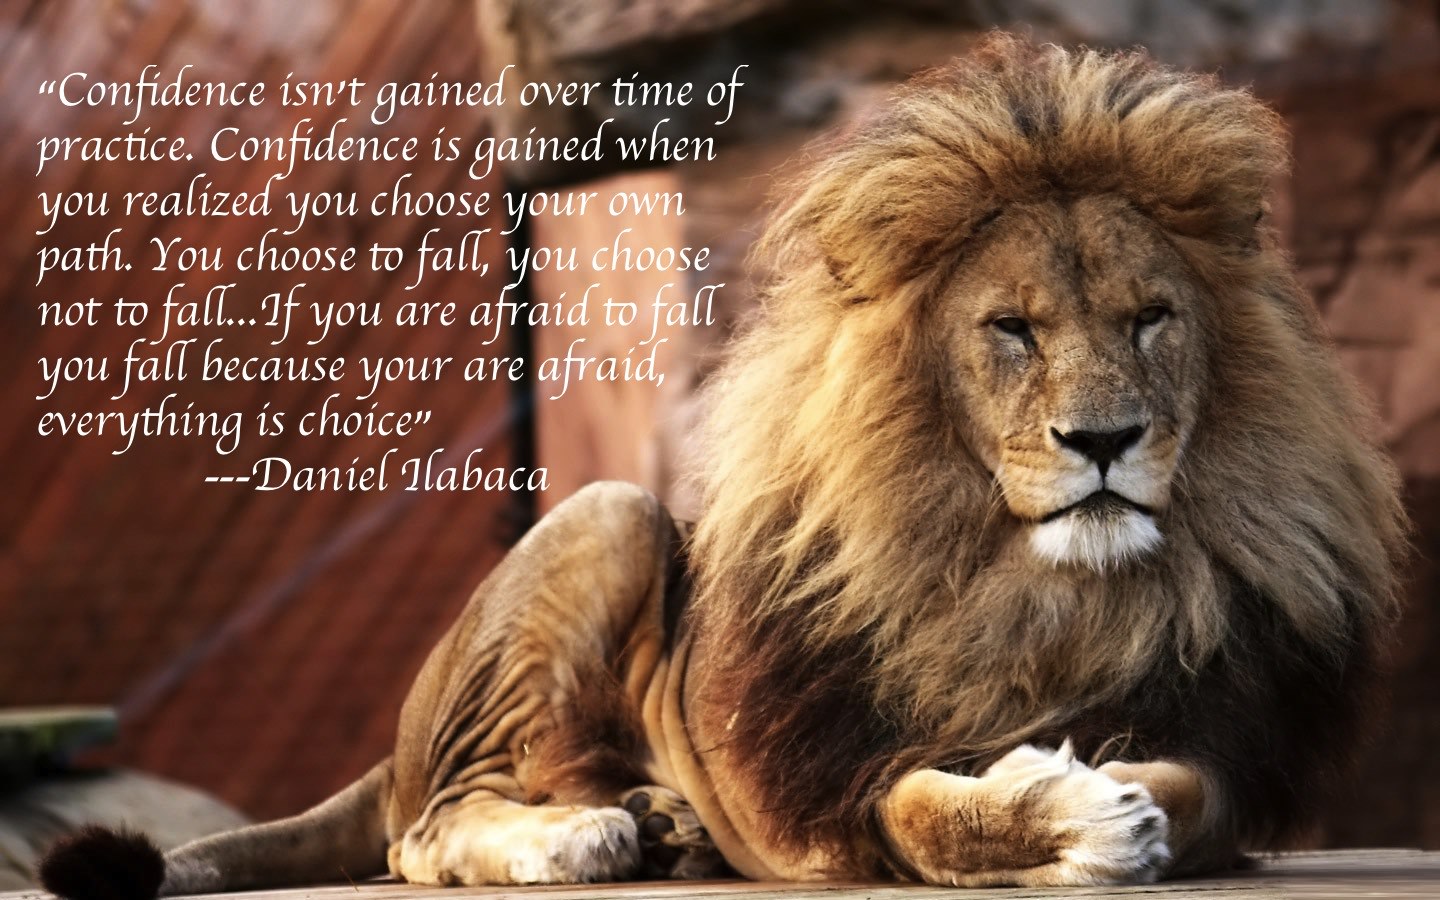 "Confidence isn't gained over time of
practice. Confidence is gained when
you realized you choose your own
path. You choose to fall, you choose
not to fall...If you are afraid to fall
you fall because your are afraid,
everything is choice"
---Daniel Ilabaca